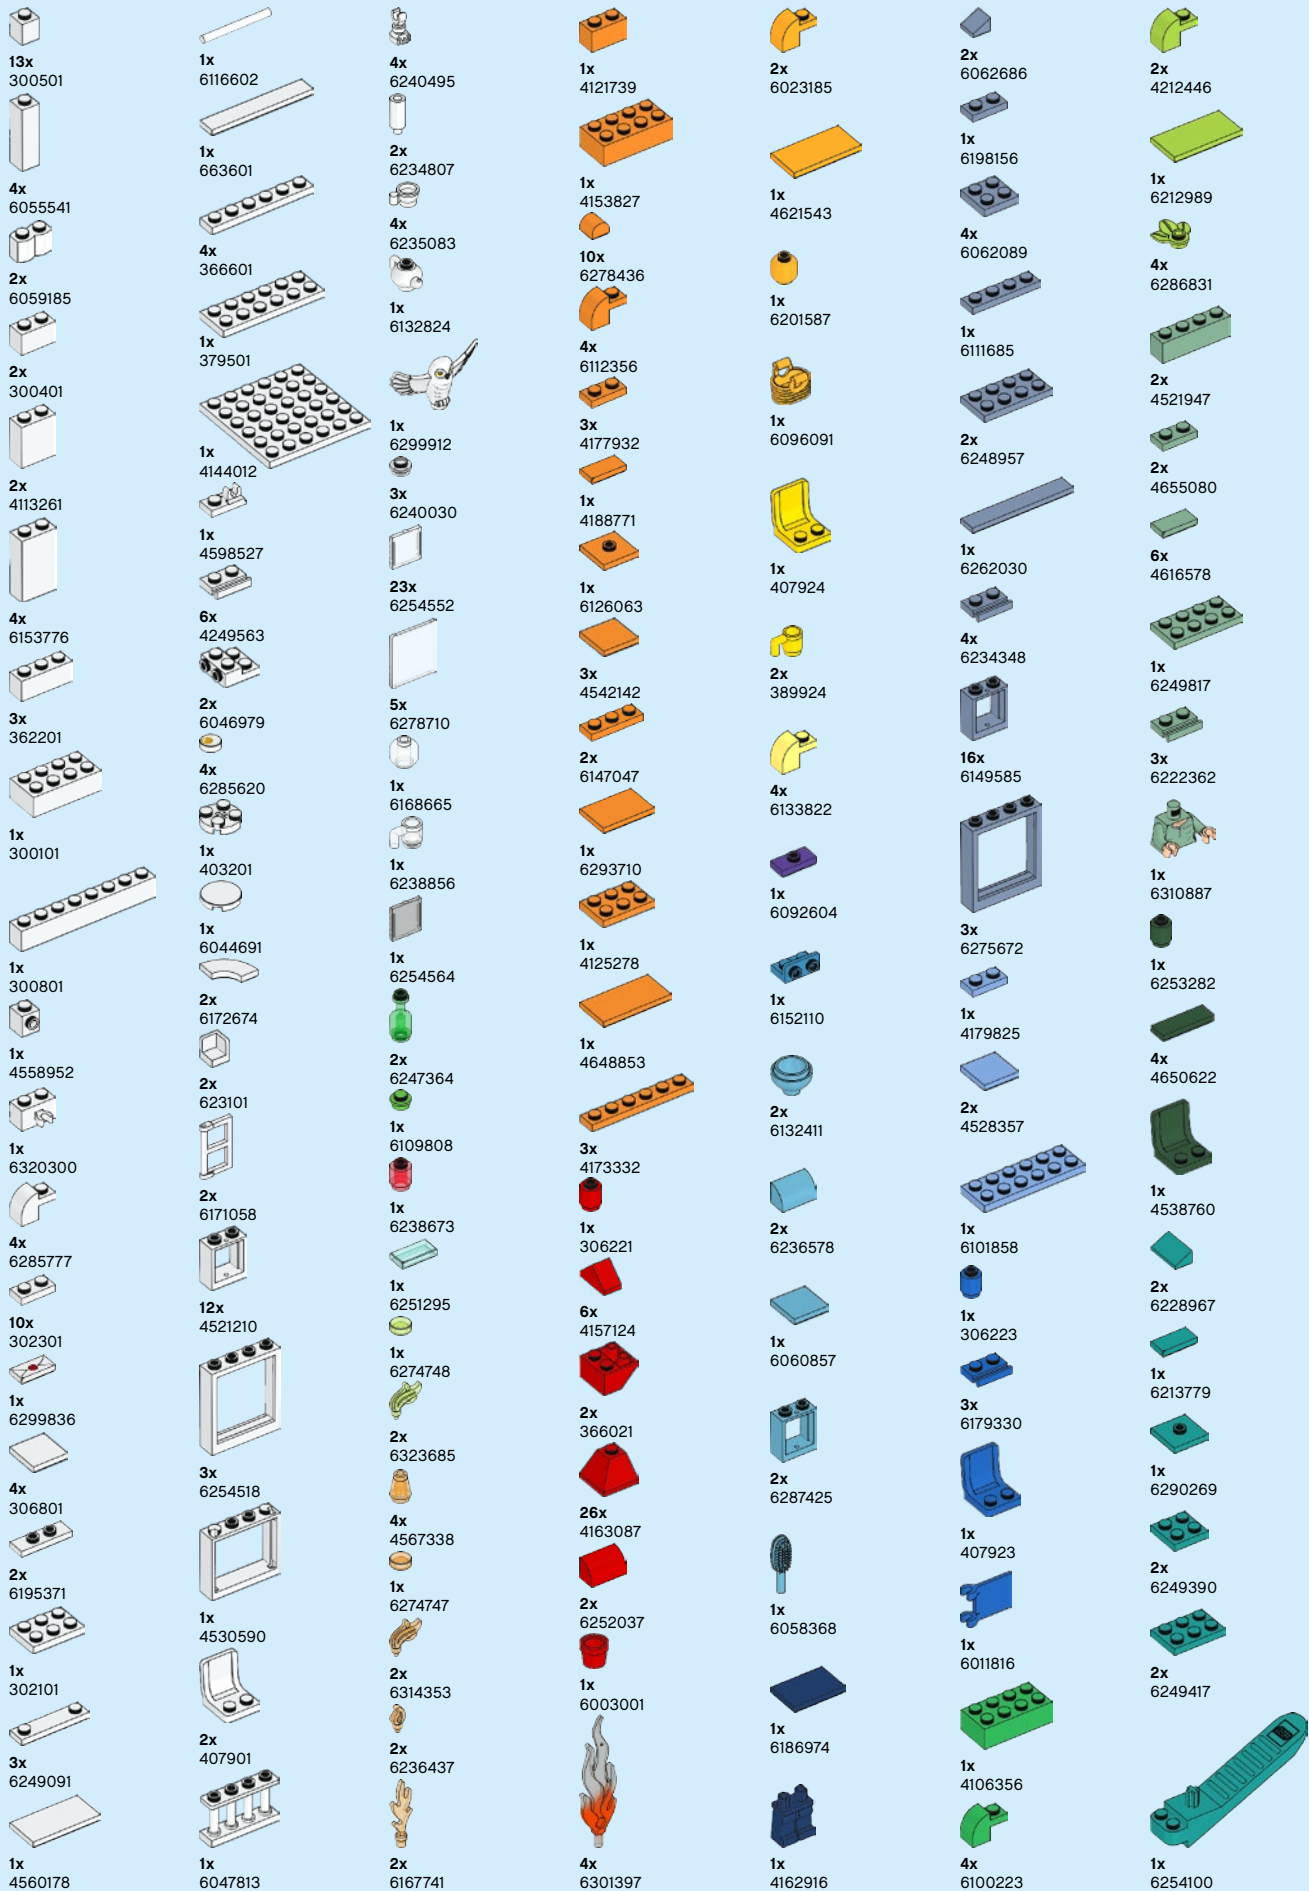 13x
300501
4x
6055541
2x
6059185
2x
300401
2x
4113261
4x
6153776
3x
362201
1x
300101
1x
300801
1x
4558952
1x
6320300
4x
6285777
10x
302301
1x
6299836
4x
306801
2x
6195371
1x
302101
3x
6249091
1x
4560178
1x
6116602
1x
663601
4x
366601
1x
379501
1x
4144012
1x
4598527
6x
4249563
2x
6046979
4x
6285620
1x
403201
1x
6044691
2x
6172674
2x
623101
2x
6171058
12x
4521210
3x
6254518
1x
4530590
2x
407901
1x
6047813
4x
6240495
2x
6234807
4x
6235083
1x
6132824
1x
6299912
3x
6240030
23x
6254552
5x
6278710
1x
6168665
1x
6238856
1x
6254564
2x
6247364
1x
6109808
1x
6238673
1x
6251295
1x
6274748
2x
6323685
4x
4567338
1x
6274747
2x
6314353
2x
6236437
2x
6167741
1x
4121739
1x
4153827
10x
6278436
4x
6112356
3x
4177932
1x
4188771
1x
6126063
3x
4542142
2x
6147047
1x
6293710
1x
4125278
1x
4648853
3x
4173332
1x
306221
6x
4157124
2x
366021
26x
4163087
2x
6252037
1x
6003001
4x
6301397
2x
6023185
1x
4621543
1x
6201587
1x
6096091
1x
407924
2x
389924
4x
6133822
1x
6092604
1x
6152110
2x
6132411
2x
6236578
1x
6060857
2x
6287425
1x
6058368
1x
6186974
1x
4162916
2x
6062686
1x
6198156
4x
6062089
1x
6111685
2x
6248957
1x
6262030
4x
6234348
16x
6149585
3x
6275672
1x
4179825
2x
4528357
1x
6101858
1x
306223
3x
6179330
1x
407923
1x
6011816
1x
4106356
4x
6100223
2x
4212446
1x
6212989
4x
6286831
2x
4521947
2x
4655080
6x
4616578
1x
6249817
3x
6222362
1x
6310887
1x
6253282
4x
4650622
1x
4538760
2x
6228967
1x
6213779
1x
6290269
2x
6249390
2x
6249417
1x
6254100